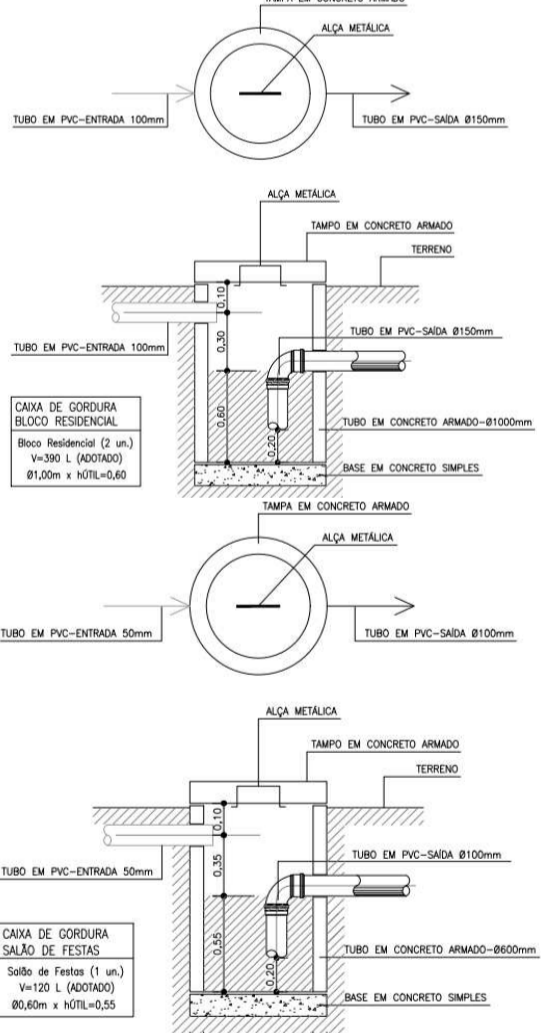 TAMPA EM CONCRETO ARMADO
ALÇA METÁLICA
TUBO EM PVC-ENTRADA 100mm
TUBO EM PVC-SAÍDA Ø150mm
ALÇA METÁLICA
TAMPO EM CONCRETO ARMADO
TERRENO
0,10
TUBO EM PVC-SAÍDA Ø150mm
TUBO EM PVC-ENTRADA 100mm
0,30
CAIXA DE GORDURA
BLOCO RESIDENCIAL
Bloco Residencial (2 un.)
V=390 L (ADOTADO)
Ø1,00m x hÚTIL=0,60
0,60
0,20
TUBO EM CONCRETO ARMADO-Ø1000mm
BASE EM CONCRETO SIMPLES
TAMPA EM CONCRETO ARMADO
ALÇA METÁLICA
TUBO EM PVC-ENTRADA 50mm
TUBO EM PVC-SAÍDA Ø100mm
ALÇA METÁLICA
TAMPO EM CONCRETO ARMADO
TERRENO
0,10
TUBO EM PVC-SAÍDA Ø100mm
TUBO EM PVC-ENTRADA 50mm
0,35
CAIXA DE GORDURA
SALÃO DE FESTAS
Salão de Festas (1 un.)
V=120 L (ADOTADO)
Ø0,60m x hÚTIL=0,55
0,55
0,20
TUBO EM CONCRETO ARMADO-Ø600mm
BASE EM CONCRETO SIMPLES